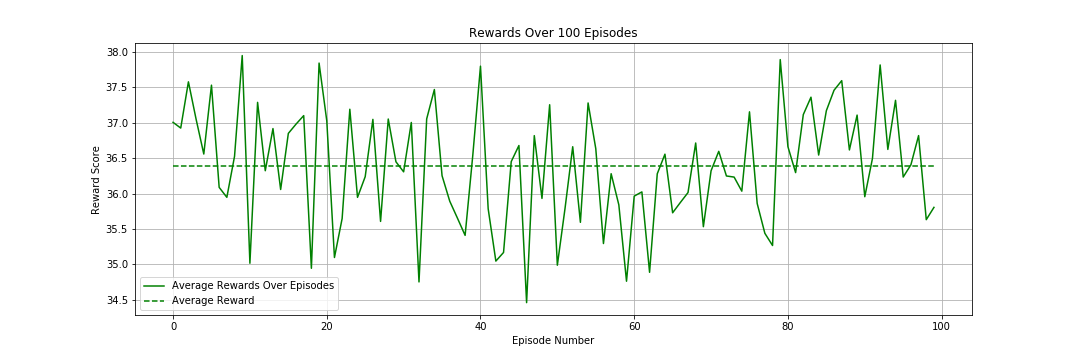 Rewards Over 100 Episodes
38.0
37.5
37.0
36.5
36.0
35.5
35.0
34.5
Reward Score
Average Rewards Over Episodes
Average Reward
0 20 40 60 80 100
Episode Number